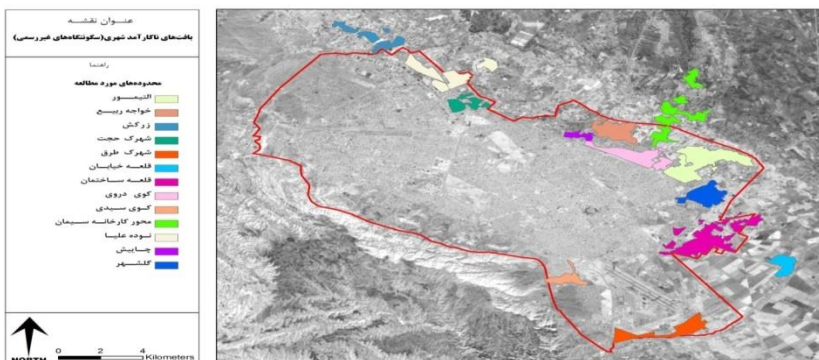 عنوان نقشه
بافت‌های ناکارآمد شهری(سکونتگاه‌های غیررسمی)
راهنما
محدوده‌های مورد مطالعه
التیمور
خواجه ربیع
زرکش
شهرک حجت
شهرک طرق
قلعه خیابان
قلعه ساختمان
کوی دروی
کوی سیدی
محور کارخانه سیمان
نوده علیا
چاییش
گلشهر
NORTH
0 2 4
Kilometers